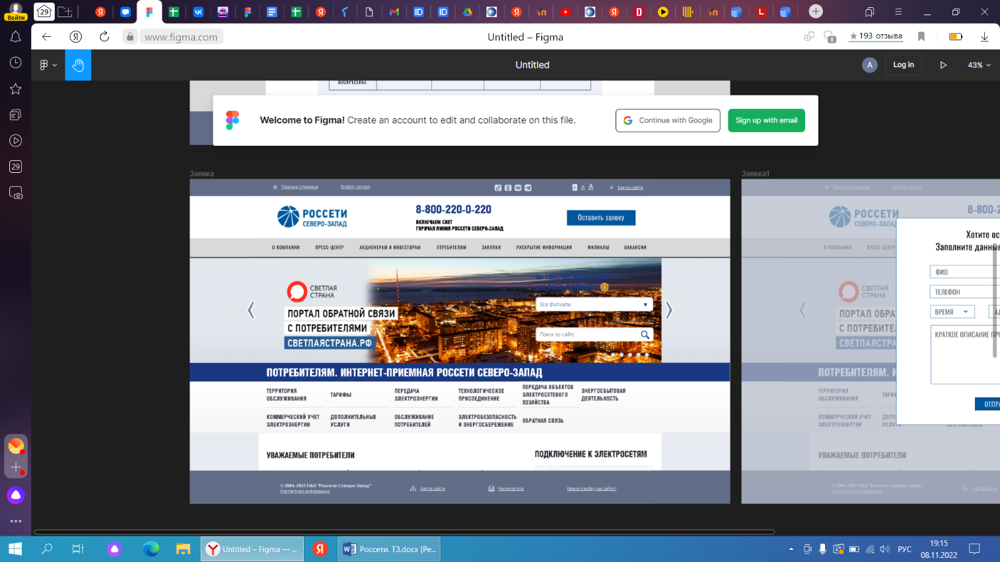 29
Войти
www.figma.com
Untitled – Figma
1
★ 193 отзыва
Untitled
A
Log in
43%
29
ВОСКРЕСЕНЬЕ
Welcome to Figma! Create an account to edit and collaborate on this file.
Continue with Google
Sign up with email
Заявка
Главная страница
English version
A A A
Карта сайта
РОССЕТИ
СЕВЕРО-ЗАПАД
8-800-220-0-220
ВКЛЮЧАЕМ СВЕТ
ГОРЯЧАЯ ЛИНИЯ РОССЕТИ СЕВЕРО-ЗАПАД
Оставить заявку
О КОМПАНИИ
ПРЕСС-ЦЕНТР
АКЦИОНЕРАМ И ИНВЕСТОРАМ
ПТРЕБИТЕЛЯМ
ЗАКУПКИ
РАСКРЫТИЕ ИНФОРМАЦИИ
ФИЛИАЛЫ
ВАКАНСИИ
СВЕТЛАЯ
СТРАНА
ПОРТАЛ ОБРАТНОЙ СВЯЗИ
С ПОТРЕБИТЕЛЯМИ
СВЕТЛАЯСТРАНА.РФ
Все филиалы
Поиск по сайту
ПОТРЕБИТЕЛЯМ. ИНТЕРНЕТ-ПРИЕМНАЯ РОССЕТИ СЕВЕРО-ЗАПАД
ТЕРРИТОРИЯ
ОБСЛУЖИВАНИЯ
ТАРИФЫ
ПЕРЕДАЧА
ЭЛЕКТРОЭНЕРГИИ
ТЕХНОЛОГИЧЕСКОЕ
ПРИСОЕДИНЕНИЕ
ПЕРЕДАЧА ОБЪЕКТОВ
ЭЛЕКТРОСЕТЕВОГО
ХОЗЯЙСТВА
ЭНЕРГОСБЫТОВАЯ
ДЕЯТЕЛЬНОСТЬ
КОММЕРЧЕСКИЙ УЧЕТ
ЭЛЕКТРОЭНЕРГИИ
ДОПОЛНИТЕЛЬНЫЕ
УСЛУГИ
ОБСЛУЖИВАНИЕ
ПОТРЕБИТЕЛЕЙ
ЭЛЕКТРОБЕЗОПАСНОСТЬ
И ЭНЕРГОСБЕРЕЖЕНИЕ
ОБРАТНАЯ СВЯЗЬ
УВАЖАЕМЫЕ ПОТРЕБИТЕЛИ
ПОДКЛЮЧЕНИЕ К ЭЛЕКТРОСЕТЯМ
© 2004-2022 ПАО "Россети Северо-Запад"
Контактная информация
Карта сайта
Распечатать
Нашли ошибку на сайте?
Заявка1
Главная страница
English version
РОССЕТИ
СЕВЕРО-ЗАПАД
8-800-2
О КОМПАНИИ
ПРЕСС-ЦЕНТР
СВЕТЛАЯ
СТРАНА
ПОРТАЛ ОБРАТ
С ПОТРЕБИТЕ
СВЕТЛАЯСТРА
Хотите ос
Заполните данные
ФИО
ТЕЛЕФОН
ВРЕМЯ
АД
КРАТКОЕ ОПИСАНИЕ ПРО
ОТПРА
ПОТРЕБИТЕЛЯМ. И
ТЕРРИТОРИЯ
ОБСЛУЖИВАНИЯ
ТАРИФ
КОММЕРЧЕСКИЙ УЧЕТ
ЭЛЕКТРОЭНЕРГИИ
ДОПО
УСЛУГ
УВАЖАЕМЫЕ ПОТРЕБИТЕЛИ
© 2004-2022 ПАО "Россети Северо-Запад"
Контактная информация
Карта сайта
Untitled – Figma — ...
Россети. ТЗ.docx [Ре...
РУС
19:15
08.11.2022